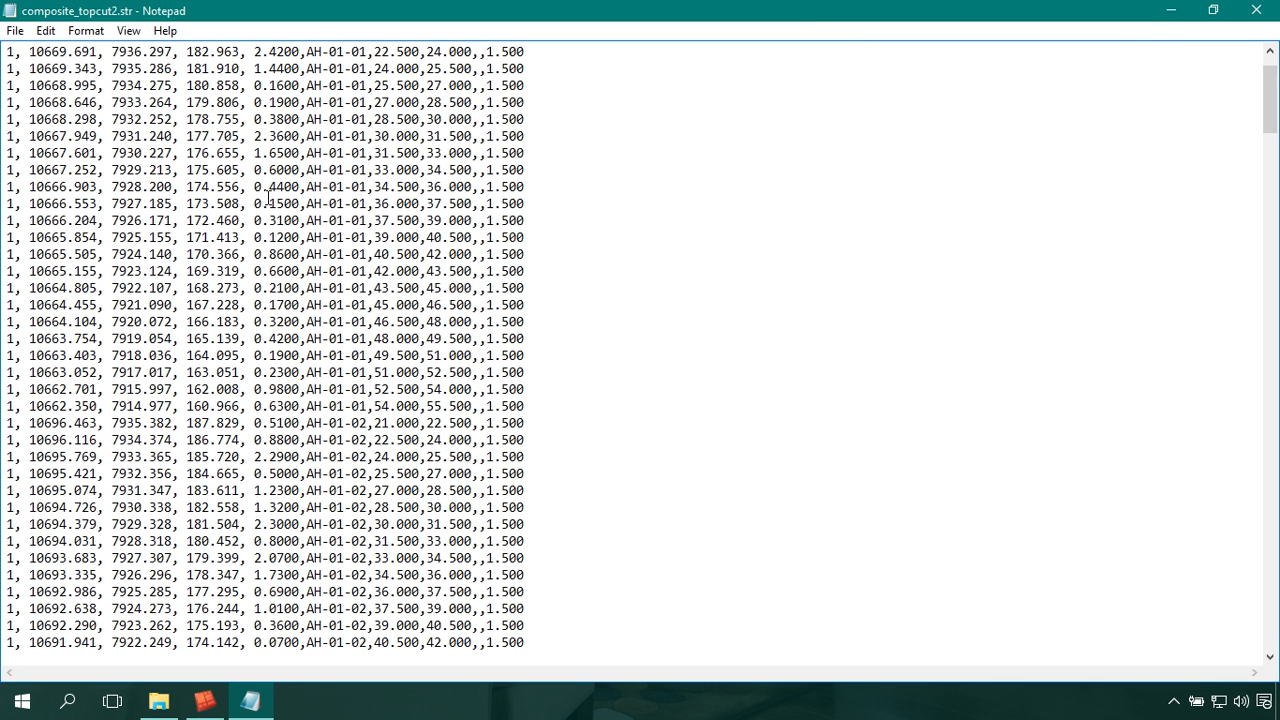 composite_topcut2.str - Notepad
File Edit Format View Help
1, 10669.691, 7936.297, 182.963, 2.4200,AH-01-01,22.500,24.000,,1.500
1, 10669.343, 7935.286, 181.910, 1.4400,AH-01-01,24.000,25.500,,1.500
1, 10668.995, 7934.275, 180.858, 0.1600,AH-01-01,25.500,27.000,,1.500
1, 10668.646, 7933.264, 179.806, 0.1900,AH-01-01,27.000,28.500,,1.500
1, 10668.298, 7932.252, 178.755, 0.3800,AH-01-01,28.500,30.000,,1.500
1, 10667.949, 7931.240, 177.705, 2.3600,AH-01-01,30.000,31.500,,1.500
1, 10667.601, 7930.227, 176.655, 1.6500,AH-01-01,31.500,33.000,,1.500
1, 10667.252, 7929.213, 175.605, 0.6000,AH-01-01,33.000,34.500,,1.500
1, 10666.903, 7928.200, 174.556, 0.4400,AH-01-01,34.500,36.000,,1.500
1, 10666.553, 7927.185, 173.508, 0.1500,AH-01-01,36.000,37.500,,1.500
1, 10666.204, 7926.171, 172.460, 0.3100,AH-01-01,37.500,39.000,,1.500
1, 10665.854, 7925.155, 171.413, 0.1200,AH-01-01,39.000,40.500,,1.500
1, 10665.505, 7924.140, 170.366, 0.8600,AH-01-01,40.500,42.000,,1.500
1, 10665.155, 7923.124, 169.319, 0.6600,AH-01-01,42.000,43.500,,1.500
1, 10664.805, 7922.107, 168.273, 0.2100,AH-01-01,43.500,45.000,,1.500
1, 10664.455, 7921.090, 167.228, 0.1700,AH-01-01,45.000,46.500,,1.500
1, 10664.104, 7920.072, 166.183, 0.3200,AH-01-01,46.500,48.000,,1.500
1, 10663.754, 7919.054, 165.139, 0.4200,AH-01-01,48.000,49.500,,1.500
1, 10663.403, 7918.036, 164.095, 0.1900,AH-01-01,49.500,51.000,,1.500
1, 10663.052, 7917.017, 163.051, 0.2300,AH-01-01,51.000,52.500,,1.500
1, 10662.701, 7915.997, 162.008, 0.9800,AH-01-01,52.500,54.000,,1.500
1, 10662.350, 7914.977, 160.966, 0.6300,AH-01-01,54.000,55.500,,1.500
1, 10696.463, 7935.382, 187.829, 0.5100,AH-01-02,21.000,22.500,,1.500
1, 10696.116, 7934.374, 186.774, 0.8800,AH-01-02,22.500,24.000,,1.500
1, 10695.769, 7933.365, 185.720, 2.2900,AH-01-02,24.000,25.500,,1.500
1, 10695.421, 7932.356, 184.665, 0.5000,AH-01-02,25.500,27.000,,1.500
1, 10695.074, 7931.347, 183.611, 1.2300,AH-01-02,27.000,28.500,,1.500
1, 10694.726, 7930.338, 182.558, 1.3200,AH-01-02,28.500,30.000,,1.500
1, 10694.379, 7929.328, 181.504, 2.3000,AH-01-02,30.000,31.500,,1.500
1, 10694.031, 7928.318, 180.452, 0.8000,AH-01-02,31.500,33.000,,1.500
1, 10693.683, 7927.307, 179.399, 2.0700,AH-01-02,33.000,34.500,,1.500
1, 10693.335, 7926.296, 178.347, 1.7300,AH-01-02,34.500,36.000,,1.500
1, 10692.986, 7925.285, 177.295, 0.6900,AH-01-02,36.000,37.500,,1.500
1, 10692.638, 7924.273, 176.244, 1.0100,AH-01-02,37.500,39.000,,1.500
1, 10692.290, 7923.262, 175.193, 0.3600,AH-01-02,39.000,40.500,,1.500
1, 10691.941, 7922.249, 174.142, 0.0700,AH-01-02,40.500,42.000,,1.500